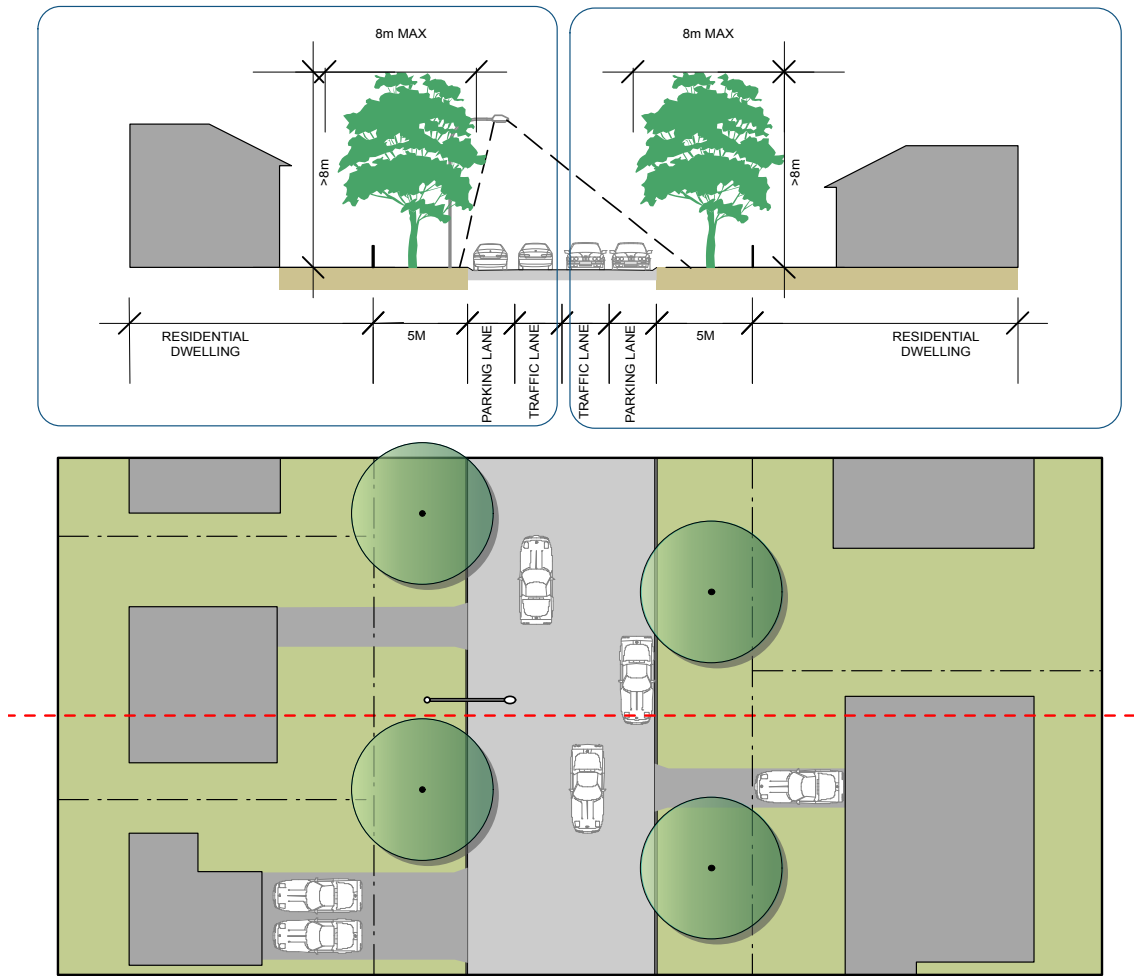 8m MAX
8m MAX
>8m
>8m
RESIDENTIAL
DWELLING
5M
PARKING LANE
TRAFFIC LANE
TRAFFIC LANE
PARKING LANE
5M
RESIDENTIAL
DWELLING